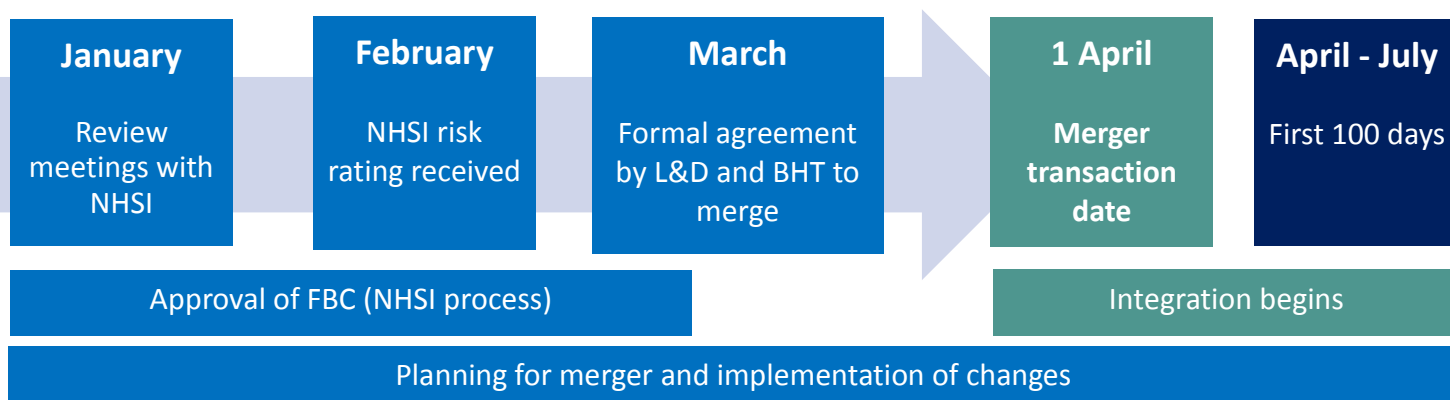 January
Review
meetings with
NHSI
February
NHSI risk
rating received
March
Formal agreement
by L&D and BHT to
merge
1 April
Merger
transaction
date
April - July
First 100 days
Approval of FBC (NHSI process)
Integration begins
Planning for merger and implementation of changes